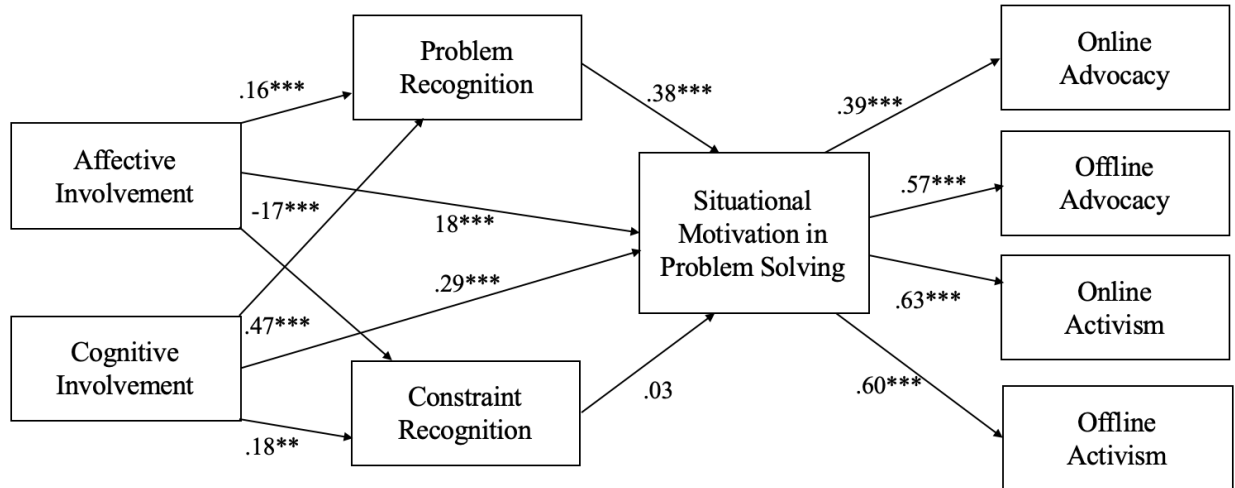 Problem
Recognition
Online
Advocacy
.16***
.38***
.39***
Affective
Involvement
Offline
Advocacy
.57***
Situational
Motivation in
Problem Solving
-17***
18***
.29***
Online
Activism
.63***
.47***
Cognitive
Involvement
Constraint
Recognition
.03
.60***
Offline
Activism
.18**